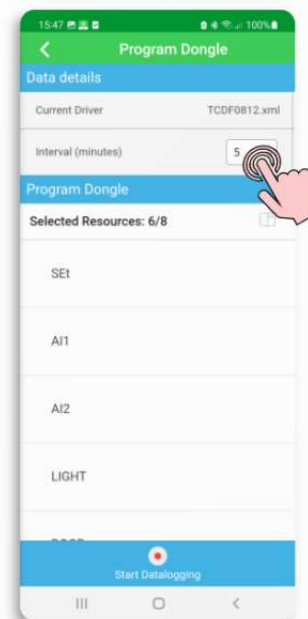 15:47 100%
Program Dongle
Data details
Current Driver TCDF0812.xml
Interval (minutes) 5
Program Dongle
Selected Resources: 6/8
SEt
AI1
AI2
LIGHT
Start Datalogging